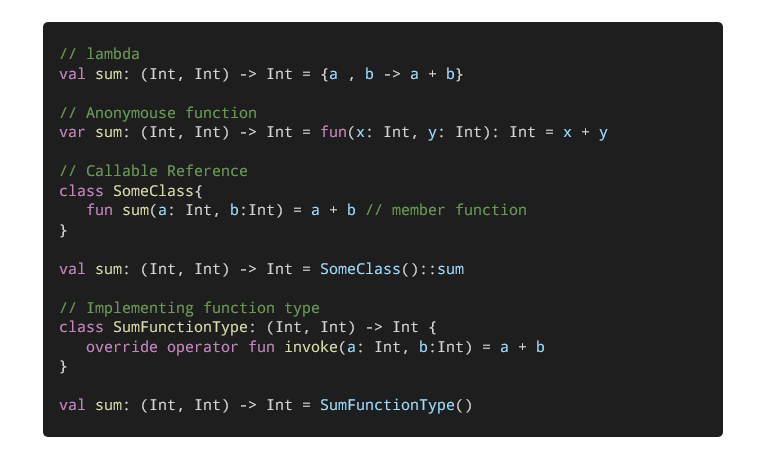 // lambda
val sum: (Int, Int) -> Int = {a , b -> a + b}
// Anonymouse function
var sum: (Int, Int) -> Int = fun(x: Int, y: Int): Int = x + y
// Callable Reference
class SomeClass{
   fun sum(a: Int, b:Int) = a + b // member function
}
val sum: (Int, Int) -> Int = SomeClass()::sum
// Implementing function type
class SumFunctionType: (Int, Int) -> Int {
   override operator fun invoke(a: Int, b:Int) = a + b
}
val sum: (Int, Int) -> Int = SumFunctionType()